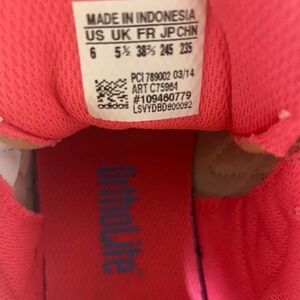 MADE IN INDONESIA
US UK FR JP CHN
6 5½ 38⅔ 245 235
PCI 789002 03/14
ART C75964
#109460779
LSVYDBD800092
adidas
OrthoLite